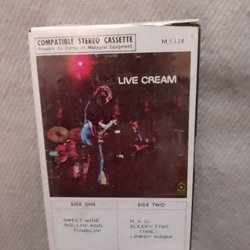 COMPATIBLE STEREO CASSETTE
Playable On Stereo or Monaural Equipment
M 5328
LIVE CREAM
SIDE ONE
SWEET WINE
ROLLIN' AND
TUMBLIN'
SIDE TWO
N. S. U.
SLEEPY TIME
TIME
LAWDY MAMA